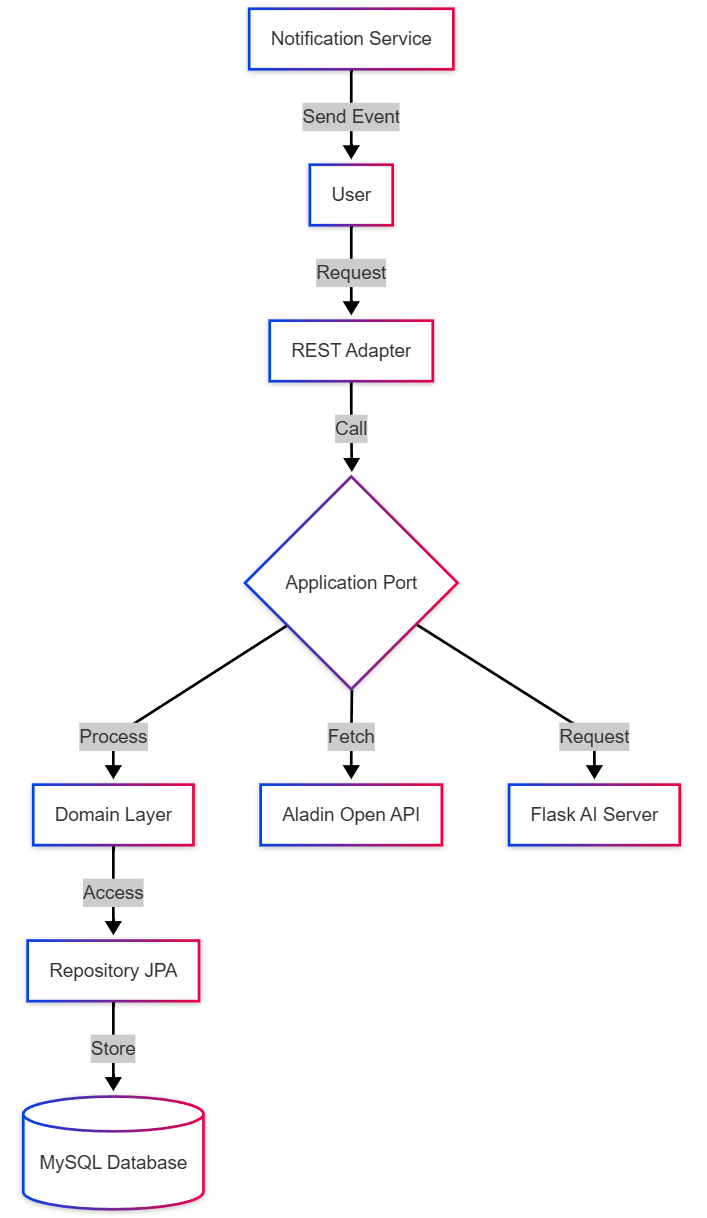 Notification Service
Send Event
User
Request
REST Adapter
Call
Application Port
Process
Fetch
Request
Domain Layer
Aladin Open API
Flask AI Server
Access
Repository JPA
Store
MySQL Database